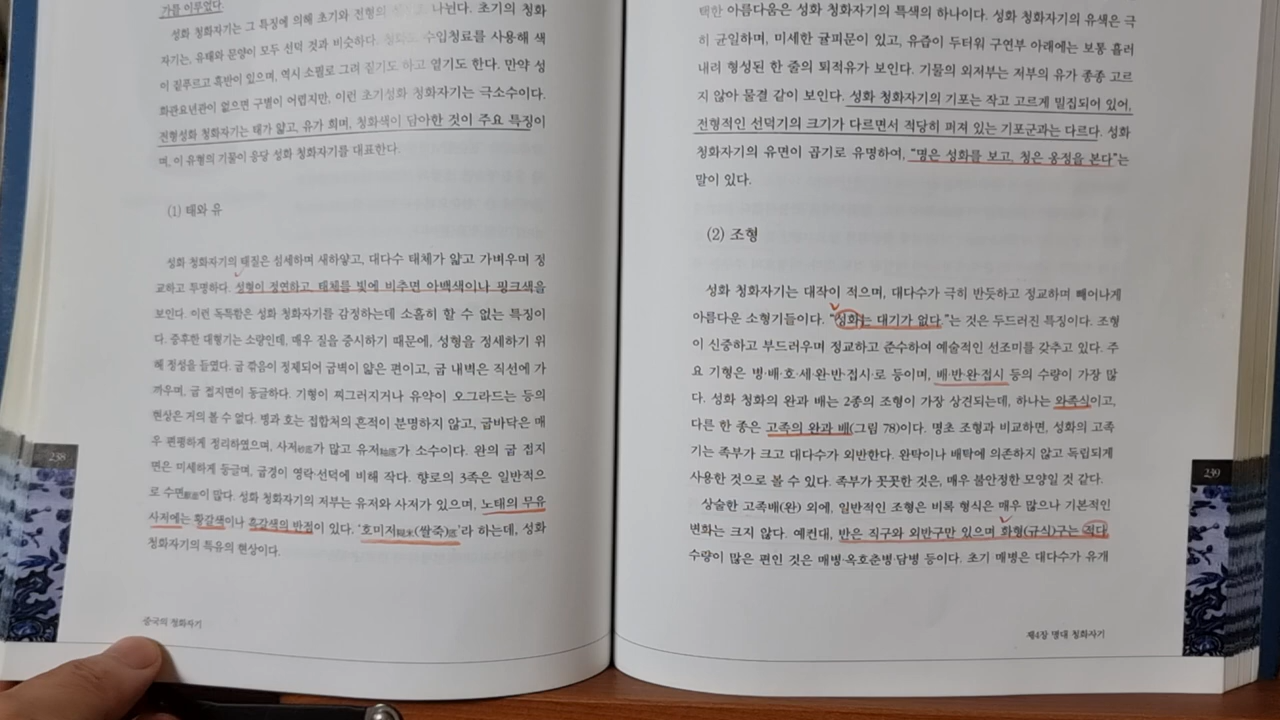 가를 이루었다.
성화 청화자기는 그 특징에 의해 초기와 전형의 나뉜다. 초기의 청화
자기는, 유태와 문양이 모두 선덕 것과 비슷하다. 수입청료를 사용해 색
이 짙푸르고 흑반이 있으며, 역시 소필로 그려 짙기도 하고 옅기도 한다. 만약 성
화관요년관이 없으면 구별이 어렵지만, 이런 초기성화 청화자기는 극소수이다.
전형성화 청화자기는 태가 얇고, 유가 희며, 청화색이 담아한 것이 주요 특징이
며, 이 유형의 기물이 응당 성화 청화자기를 대표한다.
(1) 태와 유
성화 청화자기의 태질은 섬세하며 새하얗고, 대다수 태체가 얇고 가벼우며 정
교하고 투명하다. 성형이 정연하고, 태체를 빛에 비추면 아백색이나 핑크색을
보인다. 이런 독특함은 성화 청화자기를 감정하는데 소홀히 할 수 없는 특징이
다. 중후한 대형기는 소량인데, 매우 질을 중시하기 때문에, 성형을 정세하기 위
해 정성을 들였다. 굽 깎음이 정제되어 굽벽이 얇은 편이고, 굽 내벽은 직선에 가
까우며, 굽 접지면이 둥글하다. 기형이 찌그러지거나 유약이 오그라드는 등의
현상은 거의 볼 수 없다. 병과 호는 접합처의 흔적이 분명하지 않고, 굽바닥은 매
우 편평하게 정리하였으며, 사저砂底가 많고 유저釉底가 소수이다. 완의 굽 접지
면은 미세하게 둥글며, 굽경이 영락·선덕에 비해 작다. 향로의 3족은 일반적으
로 수면獸面이 많다. 성화 청화자기의 저부는 유저와 사저가 있으며, 노태의 무유
사저에는 황갈색이나 흑갈색의 반점이 있다. '호미저糊米(쌀죽)底'라 하는데, 성화
청화자기의 특유의 현상이다.
238
중국의 청화자기
택한 아름다움은 성화 청화자기의 특색의 하나이다. 성화 청화자기의 유색은 극
히 균일하며, 미세한 귤피문이 있고, 유즙이 두터워 구연부 아래에는 보통 흘러
내려 형성된 한 줄의 퇴적유가 보인다. 기물의 외저부는 저부의 유가 종종 고르
지 않아 물결 같이 보인다. 성화 청화자기의 기포는 작고 고르게 밀집되어 있어,
전형적인 선덕기의 크기가 다르면서 적당히 퍼져 있는 기포군과는 다르다. 성화
청화자기의 유면이 곱기로 유명하여, "명은 성화를 보고, 청은 옹정을 본다"는
말이 있다.
(2) 조형
성화 청화자기는 대작이 적으며, 대다수가 극히 반듯하고 정교하며 빼어나게
아름다운 소형기들이다. "성화는 대기가 없다."는 것은 두드러진 특징이다. 조형
이 신중하고 부드러우며 정교하고 준수하여 예술적인 선조미를 갖추고 있다. 주
요 기형은 병·배·호·세·완·반·접시·로 등이며, 배·반·완·접시 등의 수량이 가장 많
다. 성화 청화의 완과 배는 2종의 조형이 가장 상견되는데, 하나는 와족식이고,
다른 한 종은 고족의 완과 배(그림 78)이다. 명초 조형과 비교하면, 성화의 고족
기는 족부가 크고 대다수가 외반한다. 완탁이나 배탁에 의존하지 않고 독립되게
사용한 것으로 볼 수 있다. 족부가 꼿꼿한 것은, 매우 불안정한 모양일 것 같다.
상술한 고족배(완) 외에, 일반적인 조형은 비록 형식은 매우 많으나 기본적인
변화는 크지 않다. 예컨대, 반은 직구와 외반구만 있으며 화형(규식)구는 적다.
수량이 많은 편인 것은 매병·옥호춘병·담병 등이다. 초기 매병은 대다수가 유개
239
제4장 명대 청화자기